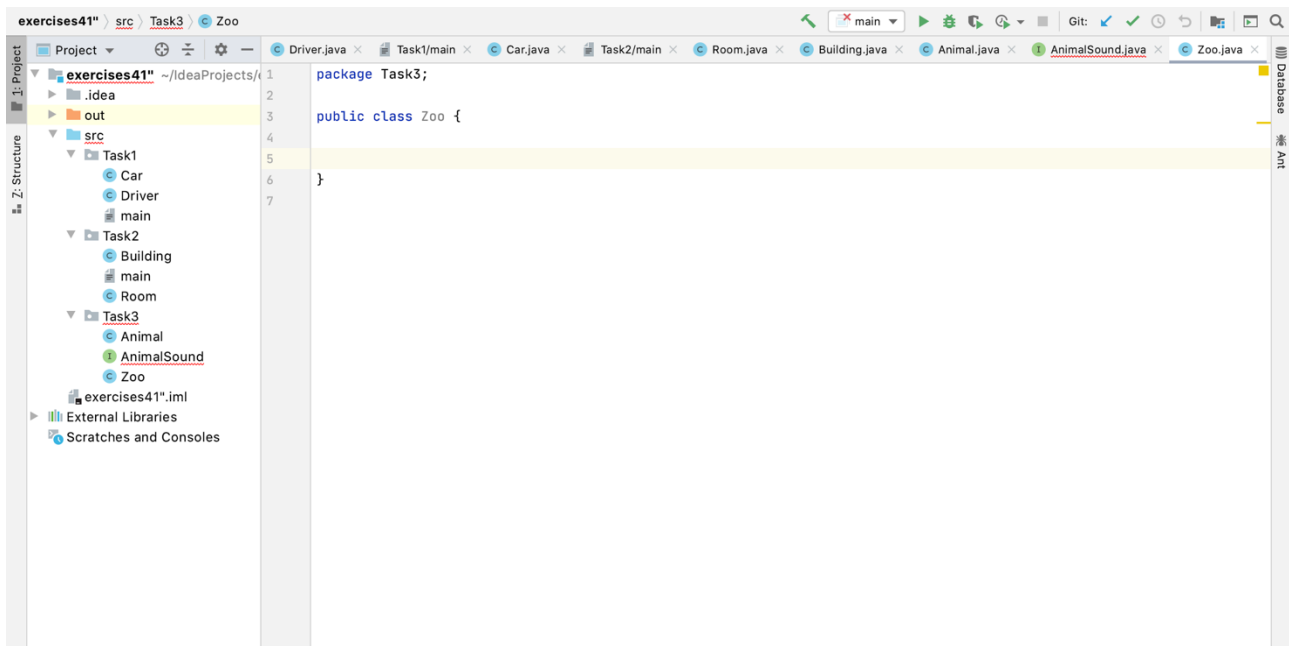 exercises41" src Task3 Zoo
main Git:
1: Project
Z: Structure
Project
exercises41" ~/IdeaProjects/
.idea
out
src
Task1
Car
Driver
main
Task2
Building
main
Room
Task3
Animal
AnimalSound
Zoo
exercises41".iml
External Libraries
Scratches and Consoles
Driver.java Task1/main Car.java Task2/main Room.java Building.java Animal.java AnimalSound.java Zoo.java
1 package Task3;
2
3 public class Zoo {
4
5
6 }
7
Database
Ant